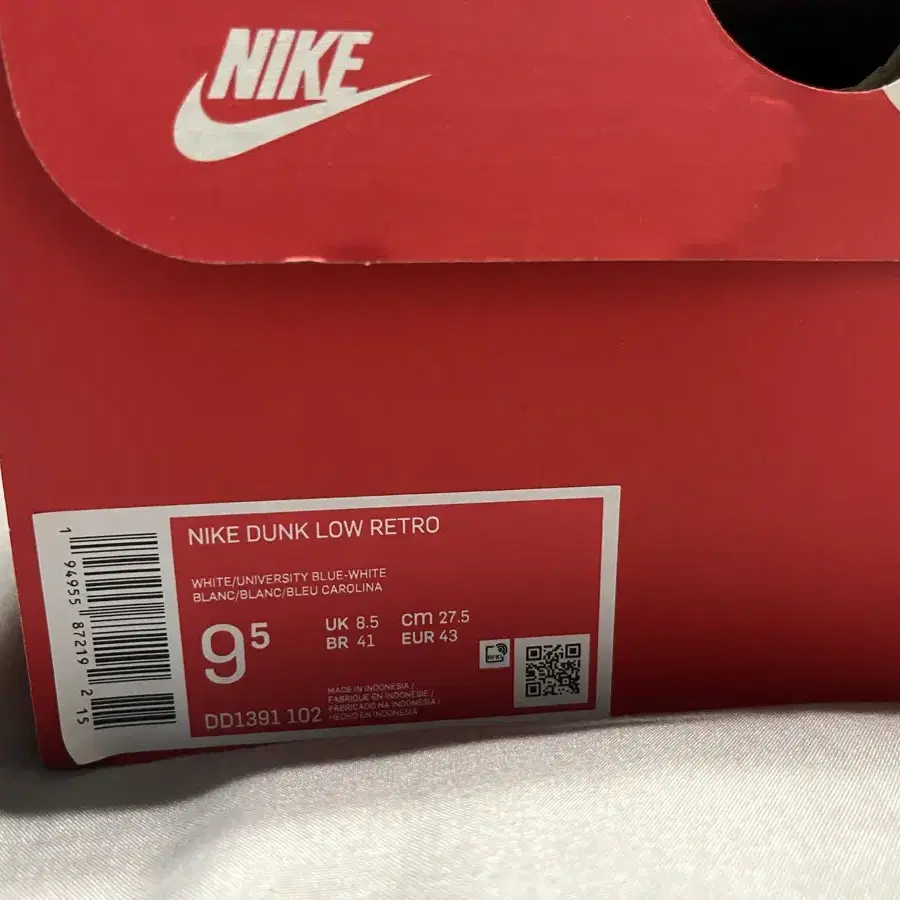 NIKE
NIKE DUNK LOW RETRO
WHITE/UNIVERSITY BLUE-WHITE
BLANC/BLANC/BLEU CAROLINA
9⁵
UK 8.5 cm 27.5
BR 41 EUR 43
MADE IN INDONESIA /
FABRIQUE EN INDONESIE /
FABRICADO NA INDONESIA /
HECHO EN INDONESIA
DD1391 102
1 94955 87219 2 15